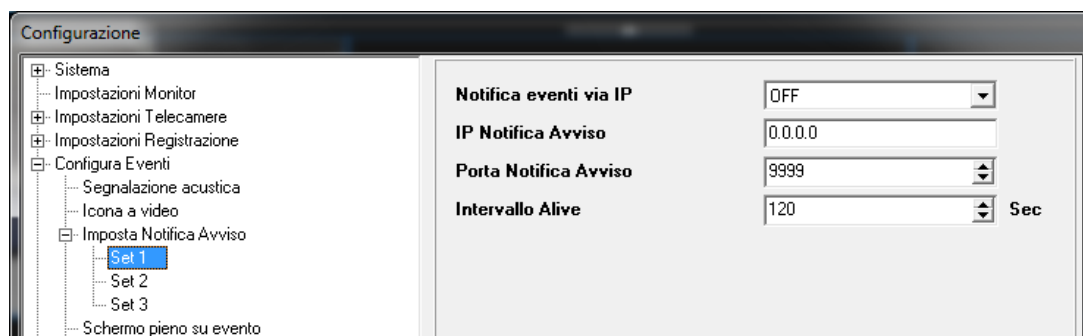 Configurazione
Sistema
Impostazioni Monitor
Impostazioni Telecamere
Impostazioni Registrazione
Configura Eventi
Segnalazione acustica
Icona a video
Imposta Notifica Avviso
Set 1
Set 2
Set 3
Schermo pieno su evento
Notifica eventi via IP OFF
IP Notifica Avviso 0.0.0.0
Porta Notifica Avviso 9999
Intervallo Alive 120 Sec